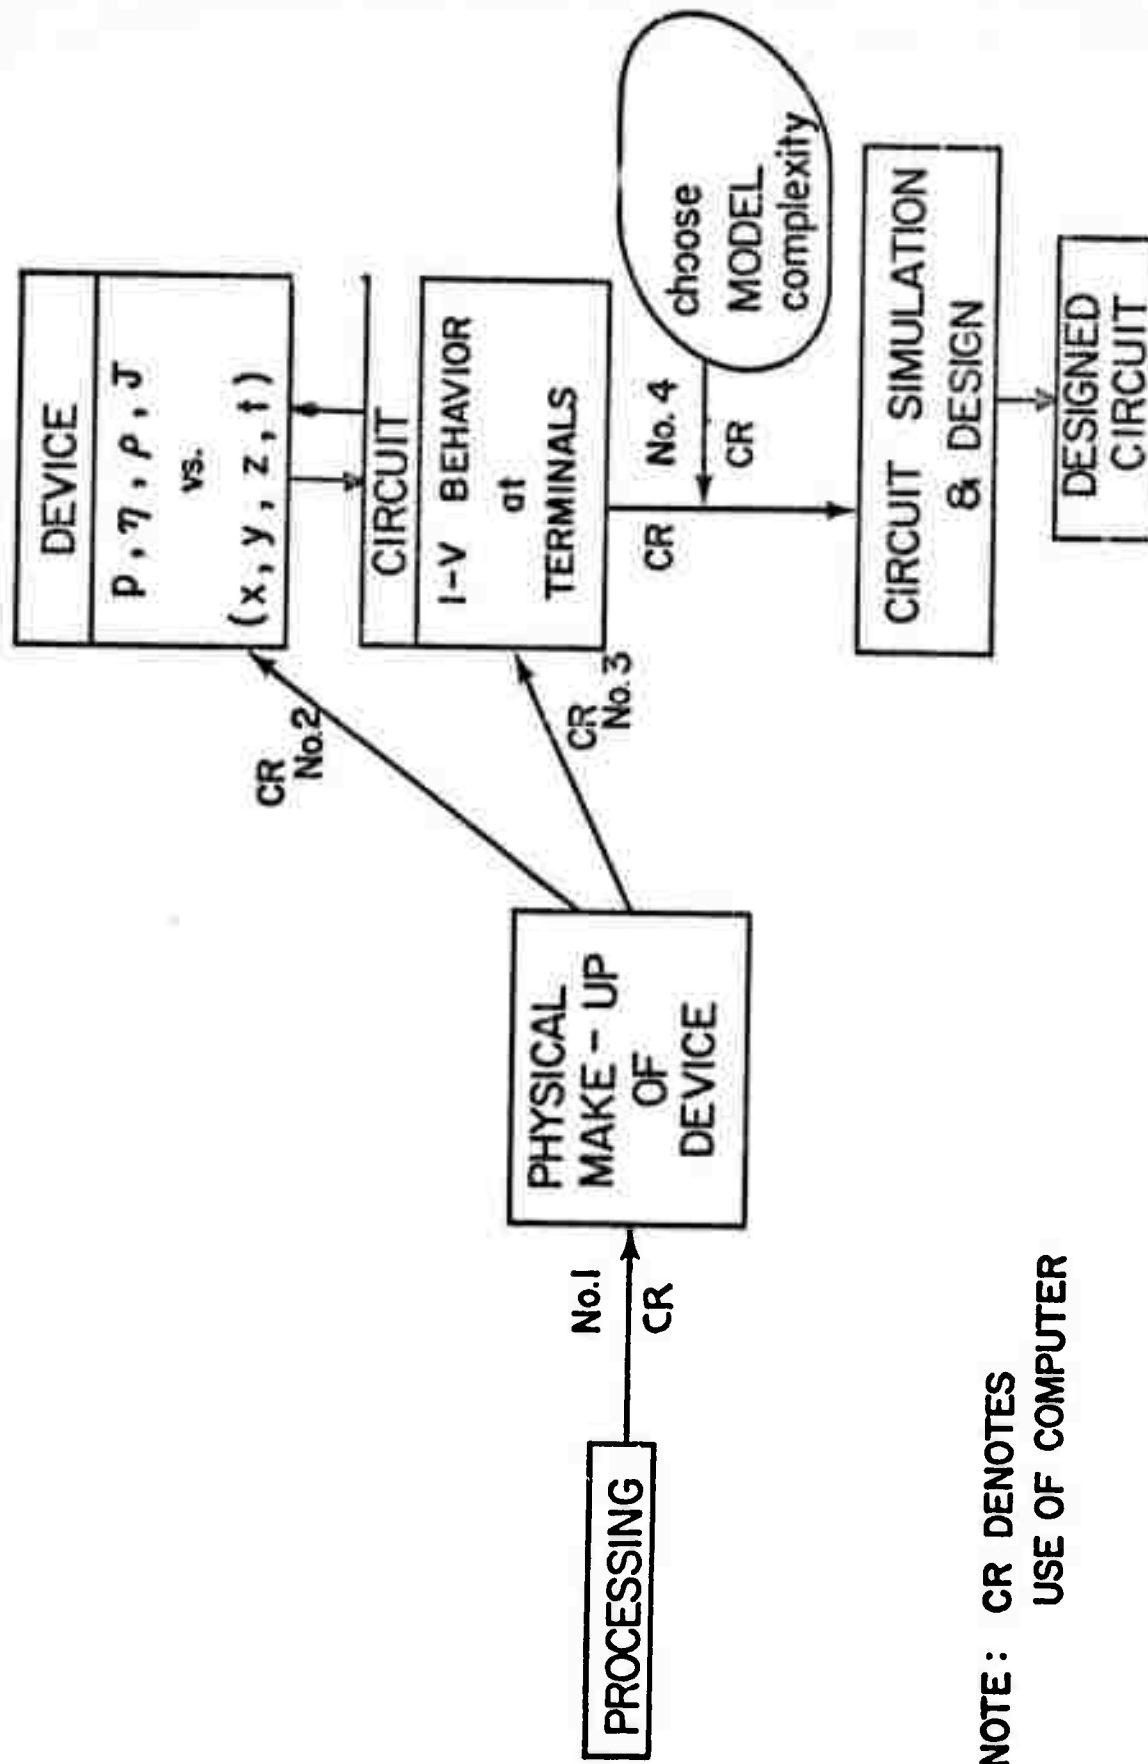 PROCESSING
No.1
CR
PHYSICAL
MAKE-UP
OF
DEVICE
CR
No.2
CR
No.3
DEVICE
P, η, ρ, J
vs.
(x, y, z, t)
CIRCUIT
I-V BEHAVIOR
at
TERMINALS
CR
No. 4
CR
choose
MODEL
complexity
CIRCUIT SIMULATION
& DESIGN
DESIGNED
CIRCUIT
NOTE: CR DENOTES
USE OF COMPUTER